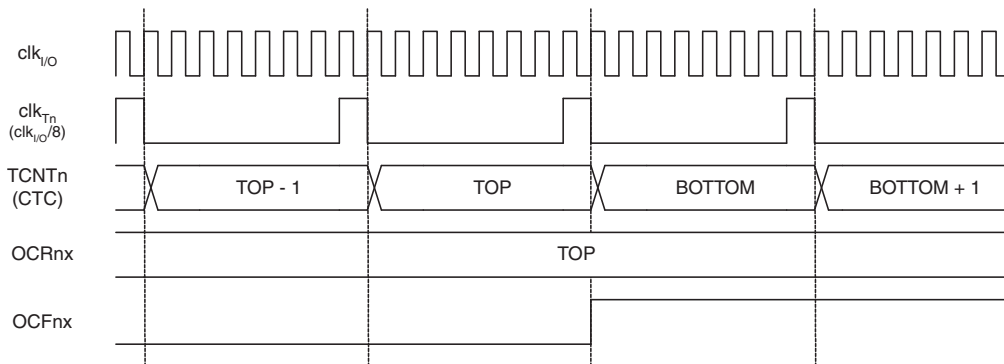 clkI/O
clkTn
(clkI/O/8)
TCNTn
(CTC)
TOP - 1
TOP
BOTTOM
BOTTOM + 1
OCRnx
TOP
OCFnx